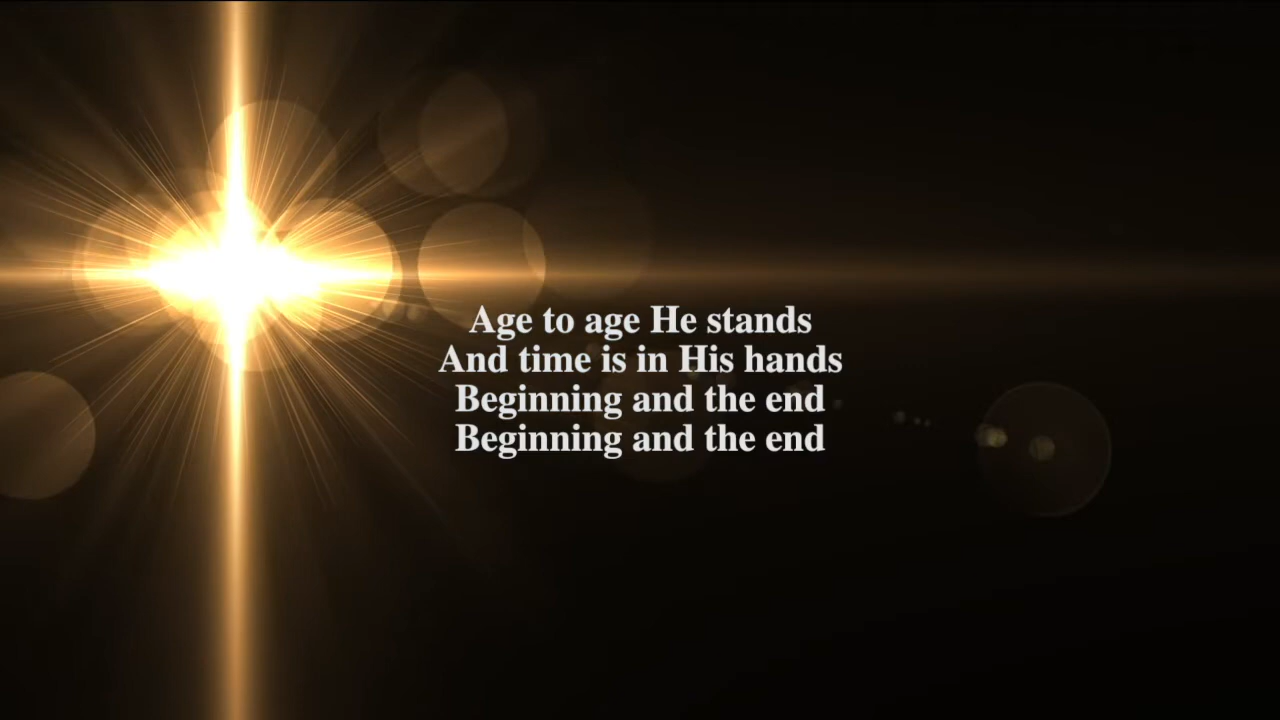 Age to age He stands
And time is in His hands
Beginning and the end
Beginning and the end